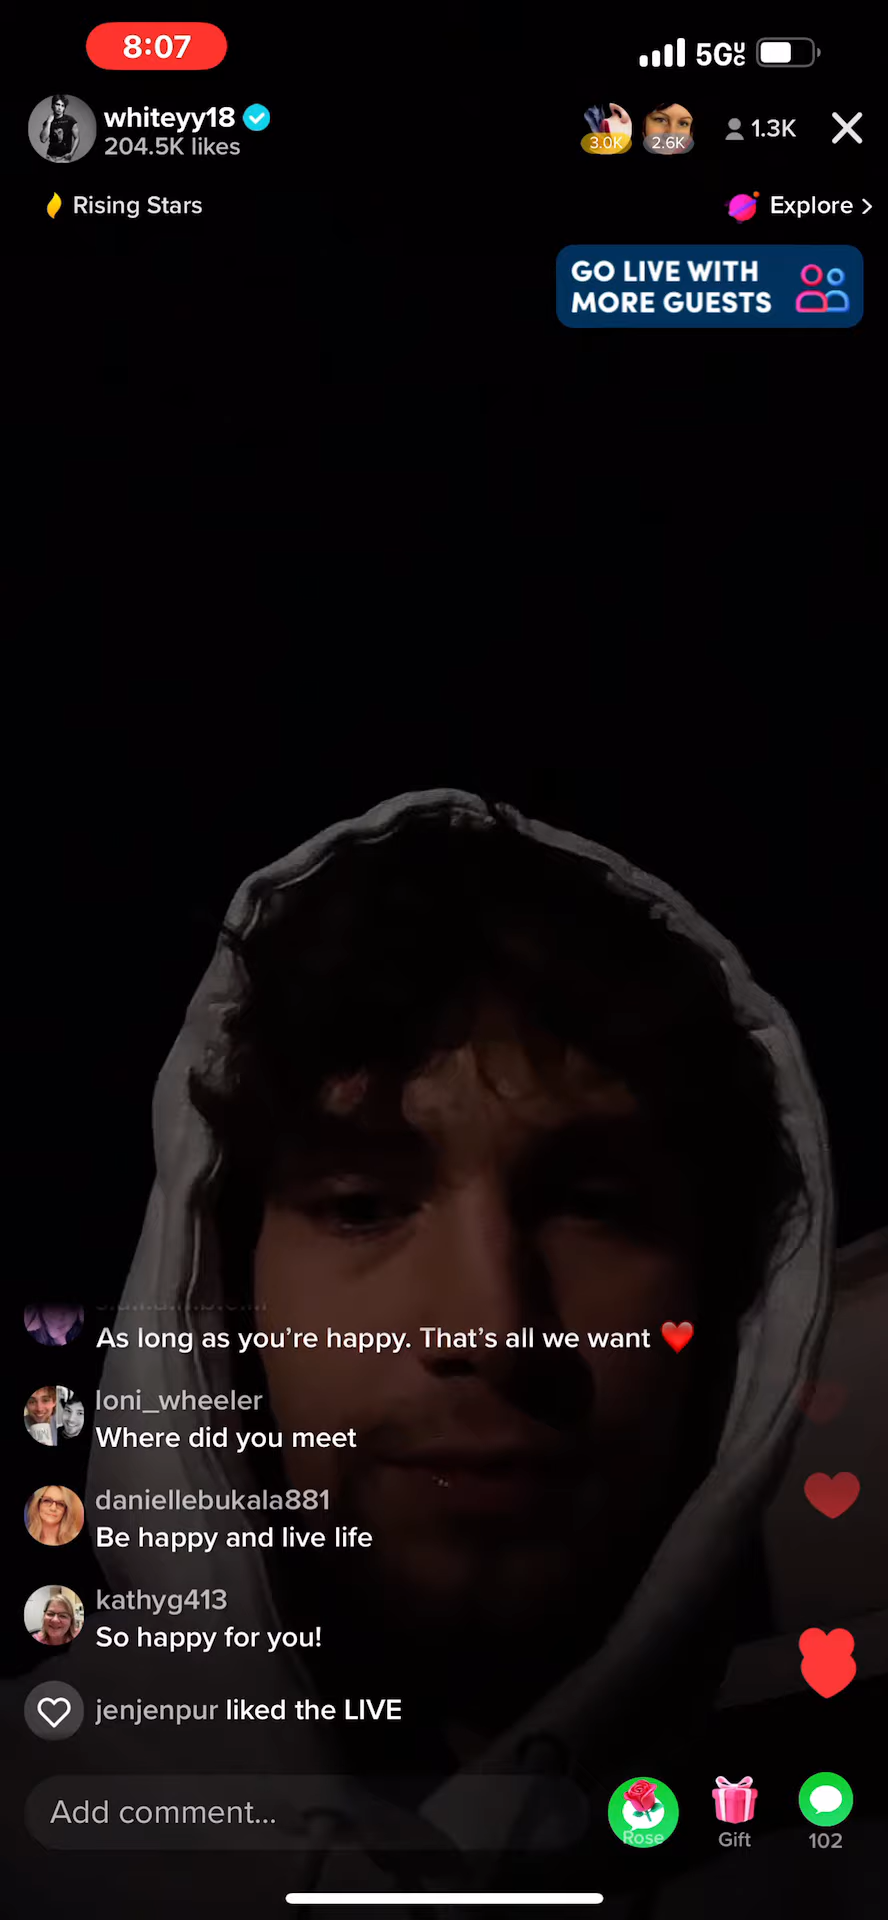 8:07
5G UC
whiteyy18
204.5K likes
3.0K
2.6K
1.3K
Rising Stars
Explore >
GO LIVE WITH
MORE GUESTS
As long as you’re happy. That’s all we want ❤️
loni_wheeler
Where did you meet
daniellebukala881
Be happy and live life
kathyg413
So happy for you!
jenjenpur liked the LIVE
Add comment...
Rose
Gift
102